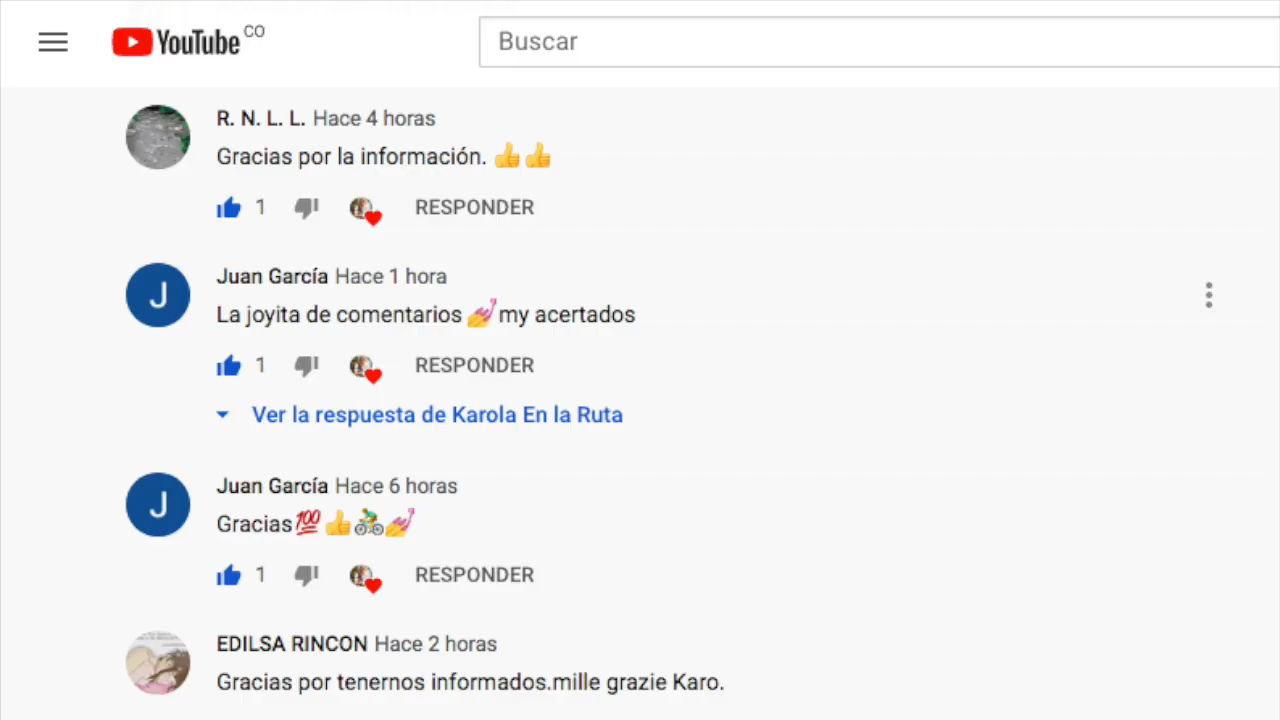 YouTube CO
Buscar
R. N. L. L. Hace 4 horas
Gracias por la información. 👍👍
1 RESPONDER
Juan García Hace 1 hora
La joyita de comentarios 💅 my acertados
1 RESPONDER
Ver la respuesta de Karola En la Ruta
J
Juan García Hace 6 horas
Gracias💯👍🚴💅
1 RESPONDER
J
EDILSA RINCON Hace 2 horas
Gracias por tenernos informados.mille grazie Karo.